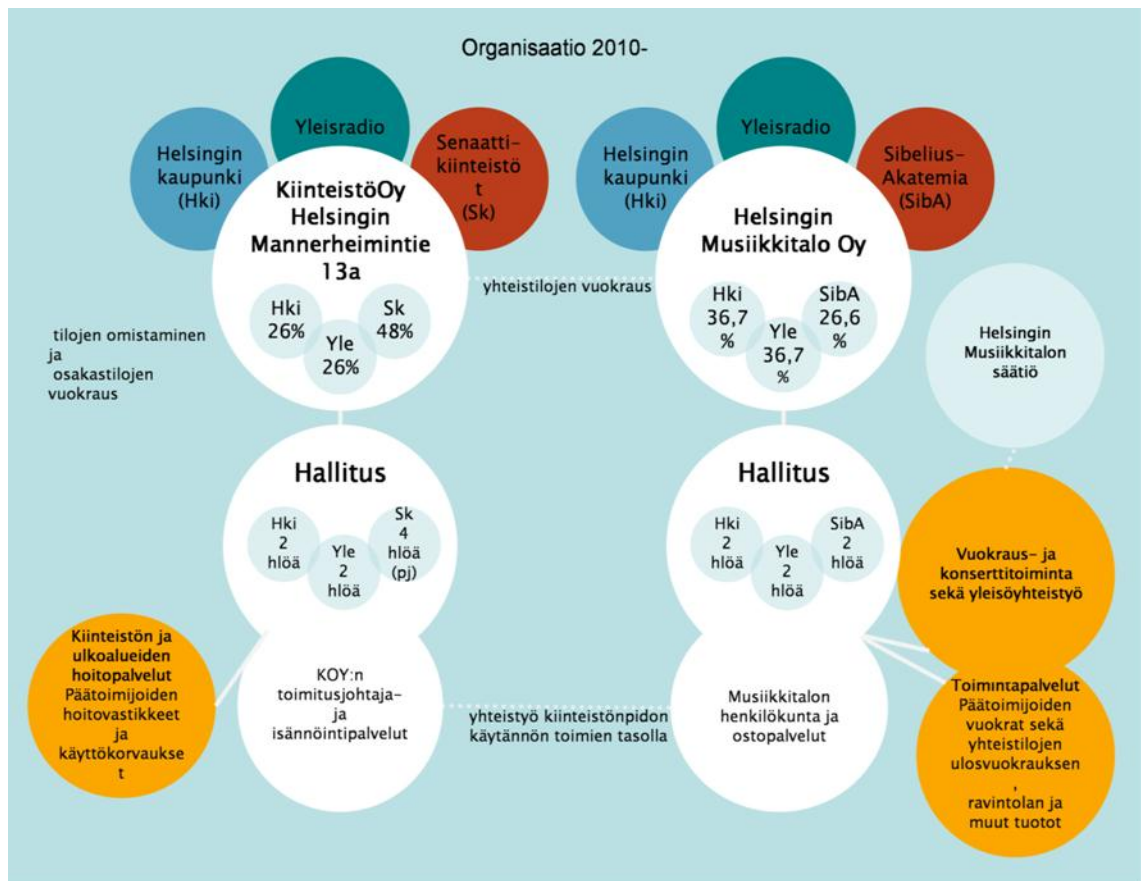 Organisaatio 2010-
Helsingin
kaupunki
(Hki)
Yleisradio
Senaatti-
kiinteistö
t
(Sk)
KiinteistöOy
Helsingin
Mannerheimintie
13a
Hki
26%
Yle
26%
Sk
48%
tilojen omistaminen
ja
osakastilojen
vuokraus
yhteistilojen vuokraus
Helsingin
kaupunki
(Hki)
Yleisradio
Sibelius-
Akatemia
(SibA)
Helsingin
Musiikkitalo Oy
Hki
36,7
%
Yle
36,7
%
SibA
26,6
%
Helsingin
Musiikkitalon
säätiö
Hallitus
Hki
2
hlöä
Yle
2
hlöä
Sk
4
hlöä
(pj)
Hallitus
Hki
2
hlöä
Yle
2
hlöä
SibA
2
hlöä
Vuokraus- ja
konserttitoiminta
sekä yleisöyhteistyö
Kiinteistön ja
ulkoalueiden
hoitopalvelut
Päätoimijoiden
hoitovastikkeet
ja
käyttökorvaukse
t
KOY:n
toimitusjohtaja-
ja
isännöintipalvelut
yhteistyö kiinteistönpidon
käytännön toimien tasolla
Musiikkitalon
henkilökunta ja
ostopalvelut
Toimintapalvelut
Päätoimijoiden
vuokrat sekä
yhteistilojen
ulosvuokrauksen
,
ravintolan ja
muut tuotot